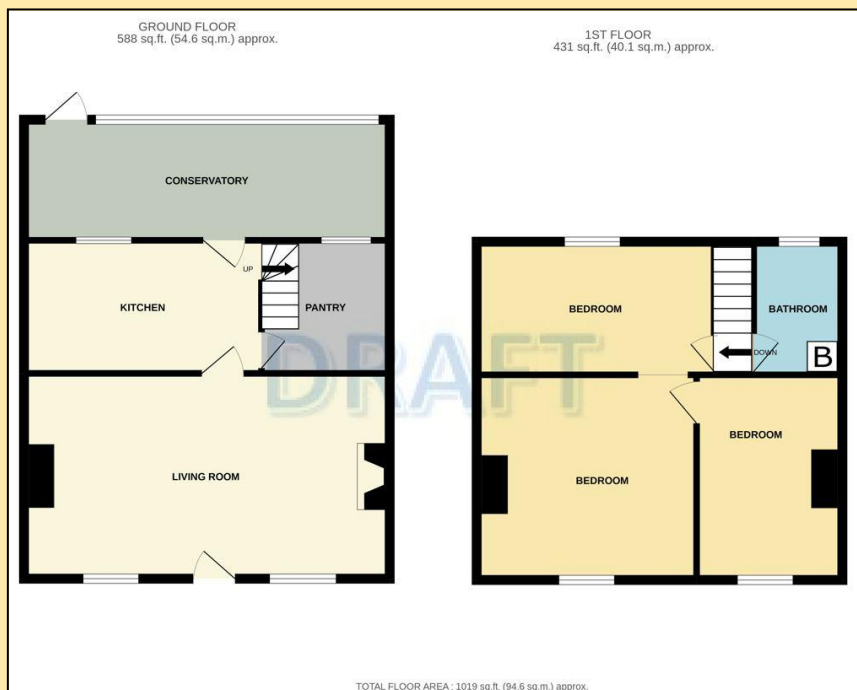 GROUND FLOOR
588 sq.ft. (54.6 sq.m.) approx.
1ST FLOOR
431 sq.ft. (40.1 sq.m.) approx.
CONSERVATORY
UP
KITCHEN
PANTRY
LIVING ROOM
BEDROOM
BATHROOM
DOWN
B
BEDROOM
BEDROOM
DRAFT
TOTAL FLOOR AREA : 1019 sq.ft. (94.6 sq.m.) approx.